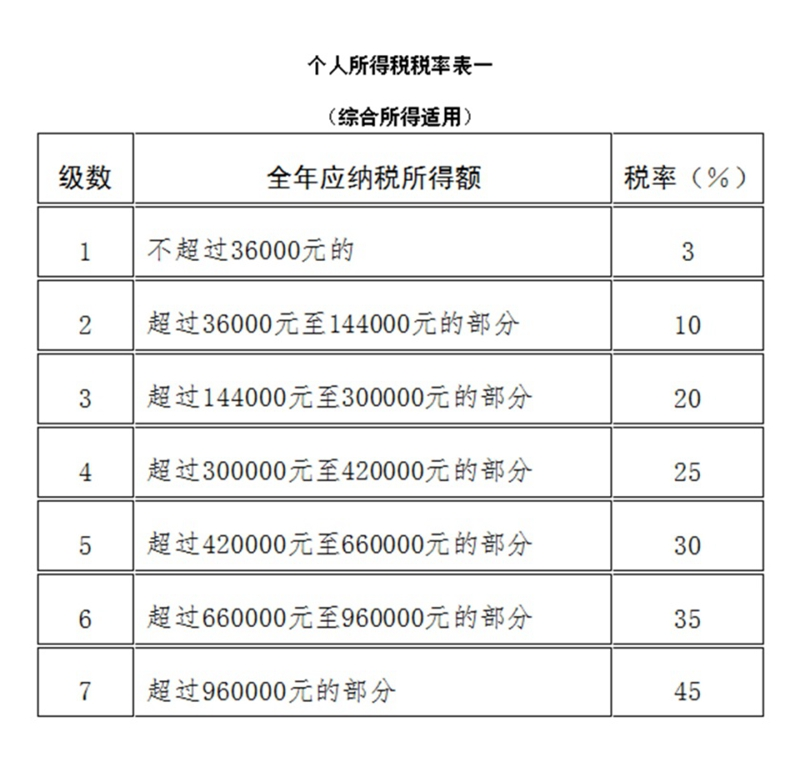 个人所得税税率表一
（综合所得适用）
级数 全年应纳税所得额 税率（%）
1 不超过36000元的 3
2 超过36000元至144000元的部分 10
3 超过144000元至300000元的部分 20
4 超过300000元至420000元的部分 25
5 超过420000元至660000元的部分 30
6 超过660000元至960000元的部分 35
7 超过960000元的部分 45